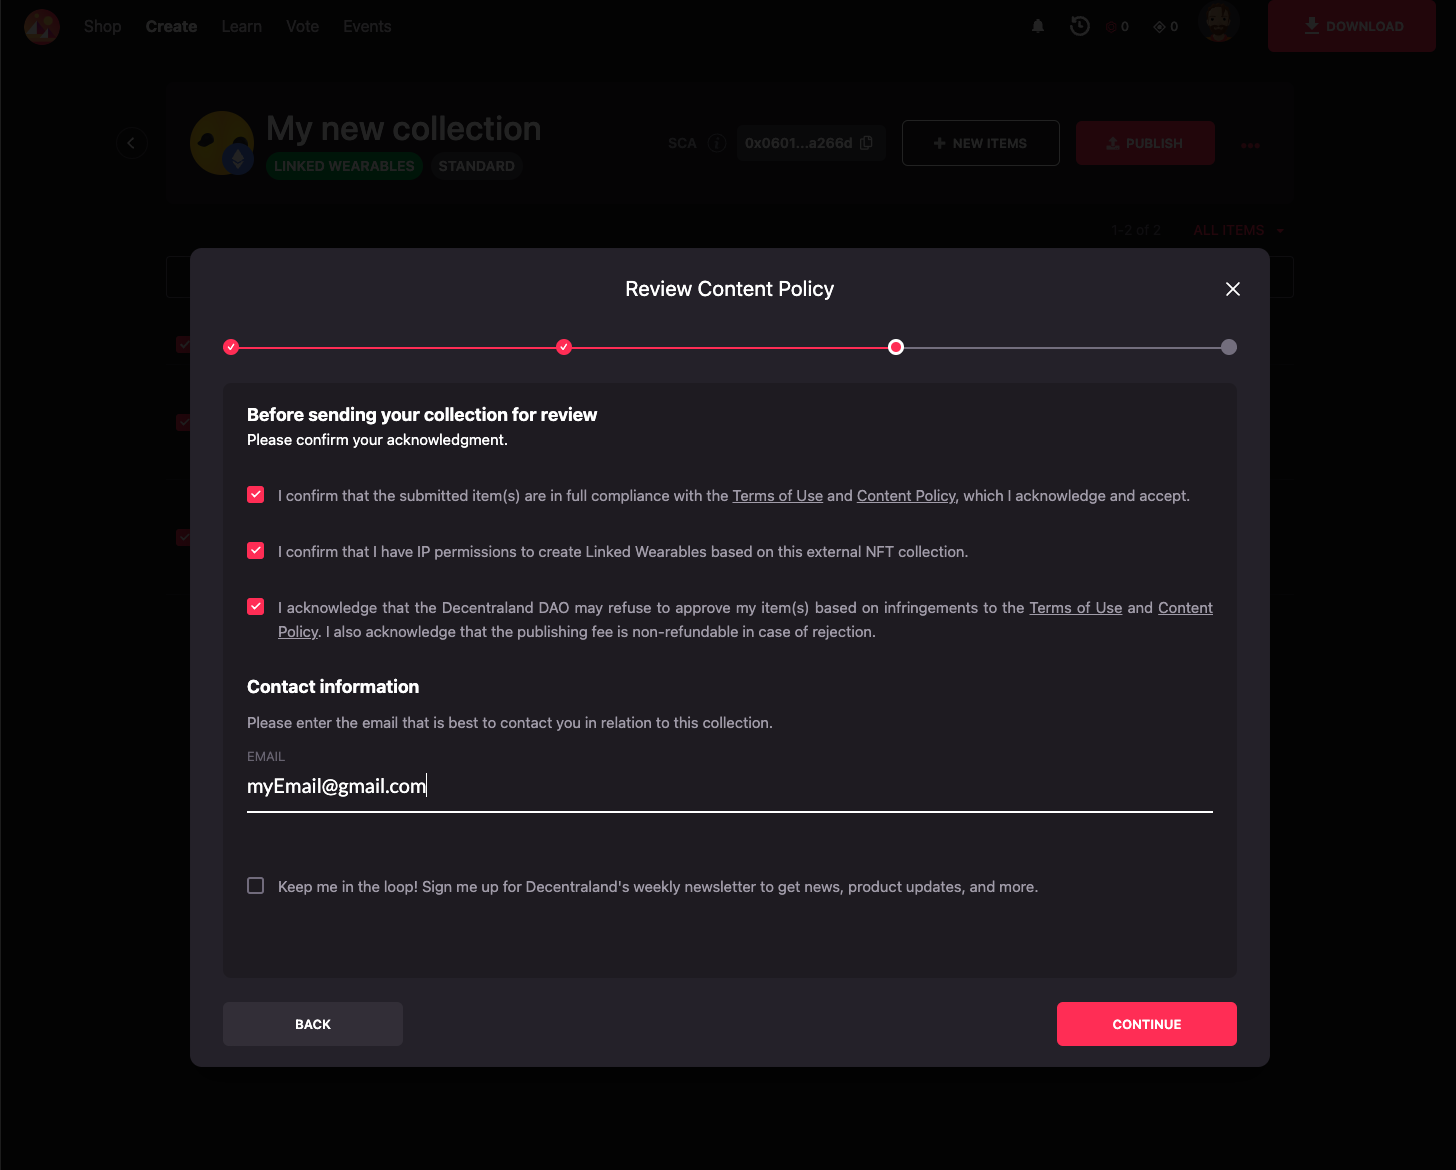 Shop Create Learn Vote Events 0 0 DOWNLOAD
My new collection
LINKED WEARABLES STANDARD
SCA i 0x0601...a266d NEW ITEMS PUBLISH
1-2 of 2 ALL ITEMS
Review Content Policy
Before sending your collection for review
Please confirm your acknowledgment.
I confirm that the submitted item(s) are in full compliance with the Terms of Use and Content Policy, which I acknowledge and accept.
I confirm that I have IP permissions to create Linked Wearables based on this external NFT collection.
I acknowledge that the Decentraland DAO may refuse to approve my item(s) based on infringements to the Terms of Use and Content
Policy. I also acknowledge that the publishing fee is non-refundable in case of rejection.
Contact information
Please enter the email that is best to contact you in relation to this collection.
EMAIL
myEmail@gmail.com
Keep me in the loop! Sign me up for Decentraland's weekly newsletter to get news, product updates, and more.
BACK CONTINUE